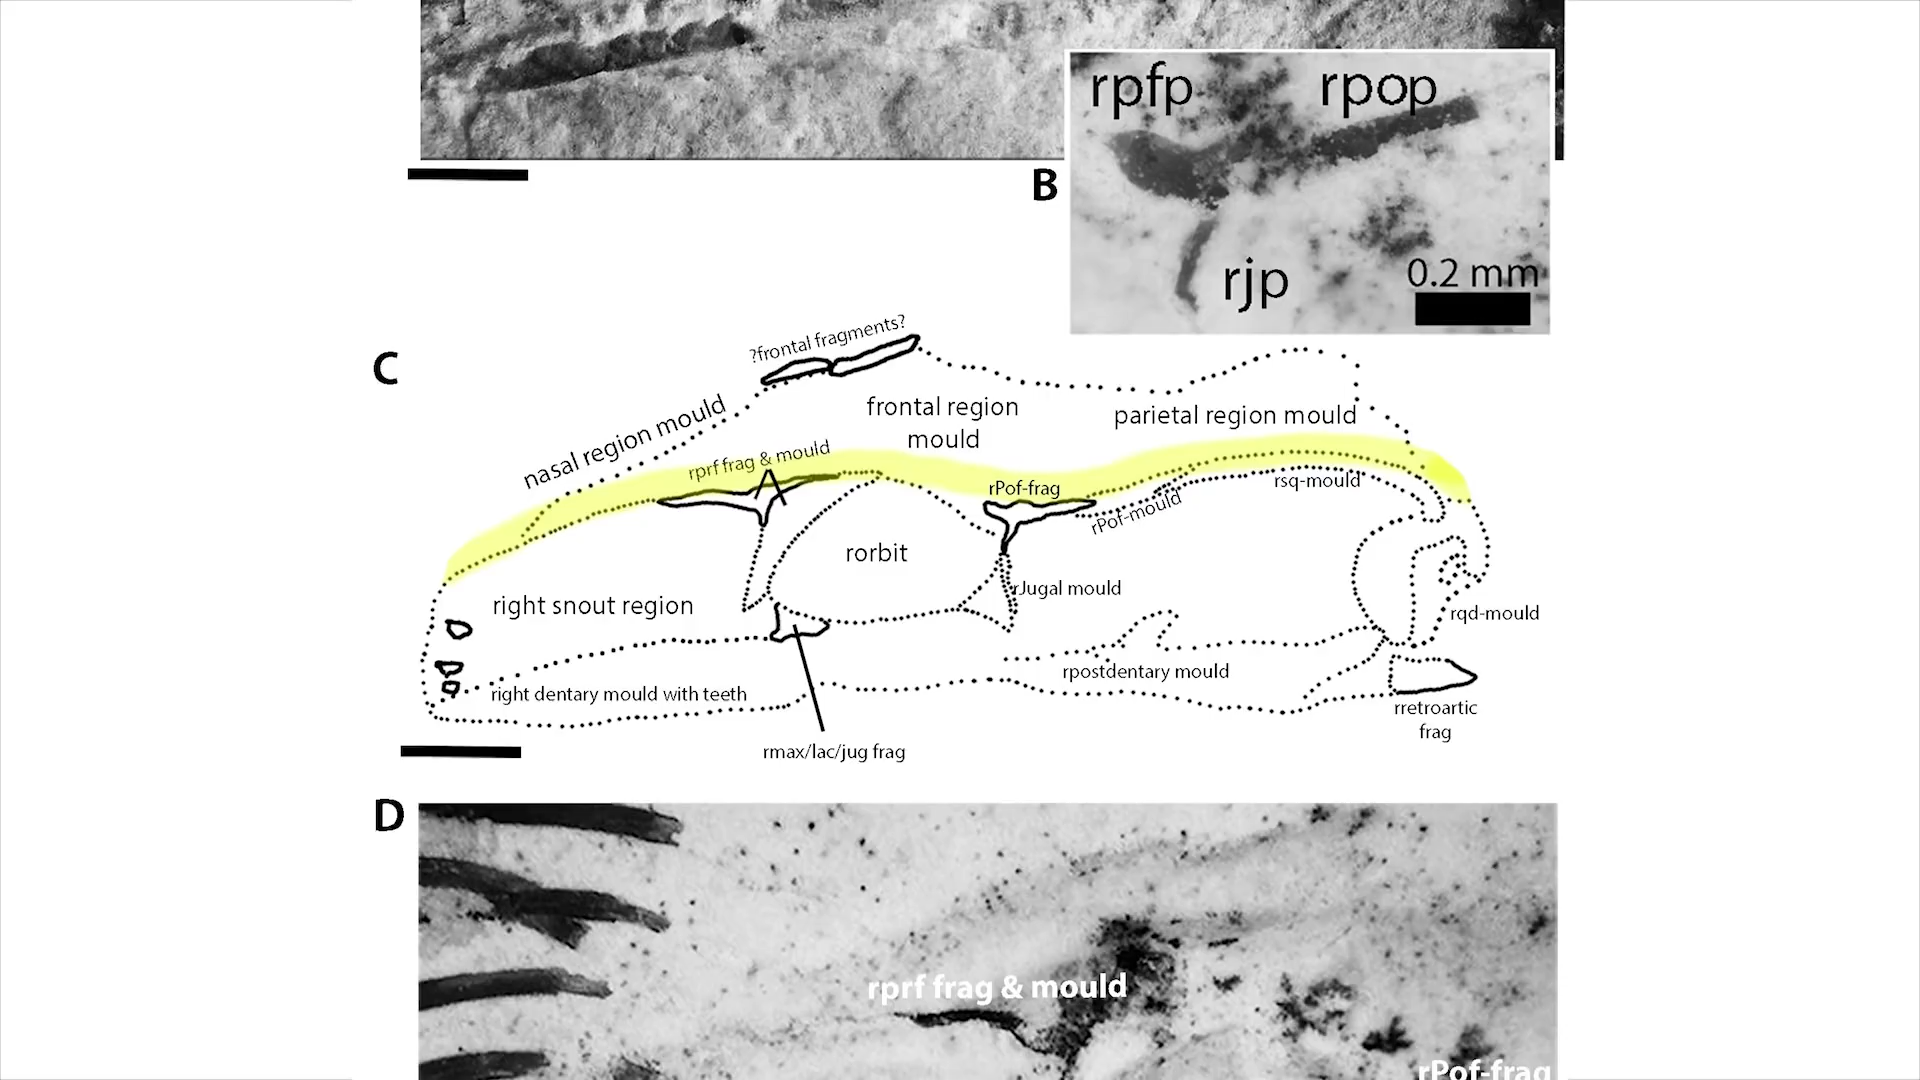 rpfp
rpop
B
rjp
0.2 mm
C
?frontal fragments?
nasal region mould
frontal region
mould
parietal region mould
rprf frag & mould
rPof-frag
rPof-mould
rsq-mould
rorbit
rJugal mould
right snout region
rqd-mould
rpostdentary mould
right dentary mould with teeth
rretroartic
frag
rmax/lac/jug frag
D
rprf frag & mould
rPof-frag